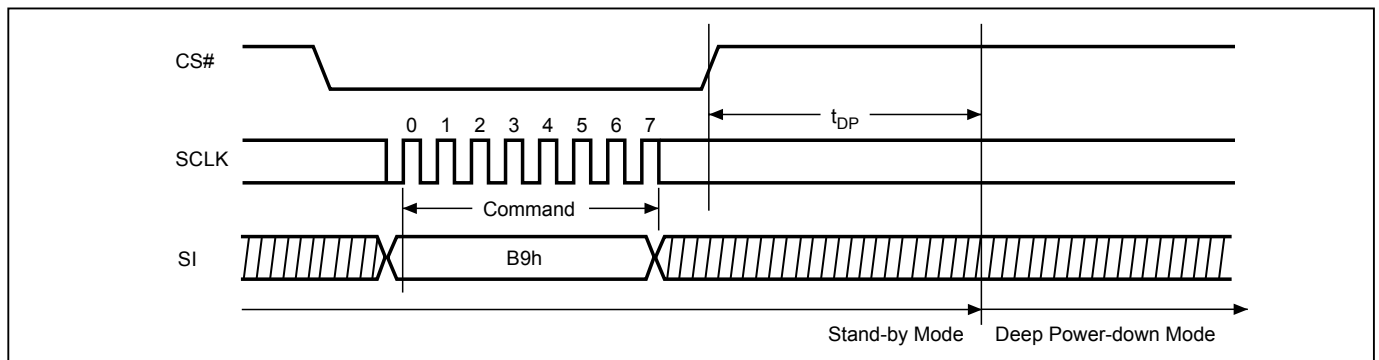 CS#
t_DP
0 1 2 3 4 5 6 7
SCLK
Command
SI
B9h
Stand-by Mode
Deep Power-down Mode